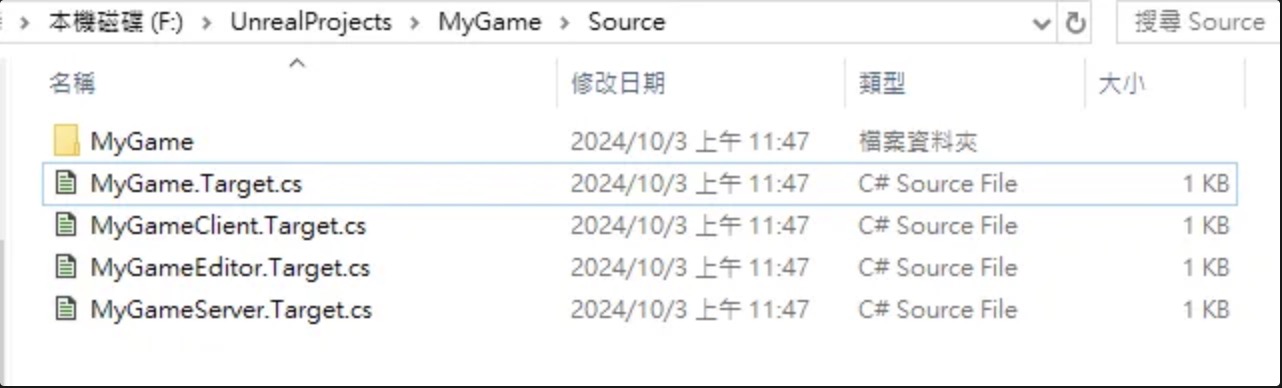 本機磁碟 (F:) > UnrealProjects > MyGame > Source 搜尋 Source
名稱 修改日期 類型 大小
MyGame 2024/10/3 上午 11:47 檔案資料夾
MyGame.Target.cs 2024/10/3 上午 11:47 C# Source File 1 KB
MyGameClient.Target.cs 2024/10/3 上午 11:47 C# Source File 1 KB
MyGameEditor.Target.cs 2024/10/3 上午 11:47 C# Source File 1 KB
MyGameServer.Target.cs 2024/10/3 上午 11:47 C# Source File 1 KB